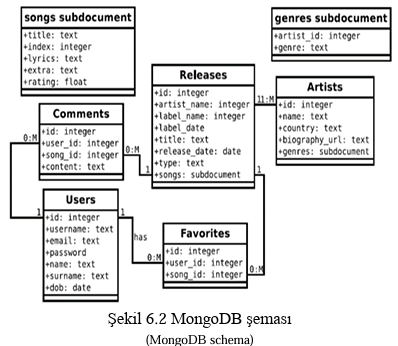 songs subdocument
+title: text
+index: integer
+lyrics: text
+extra: text
+rating: float
genres subdocument
+artist_id: integer
+genre: text
Releases
+id: integer
+artist_name: integer
+label_name: integer
+label_date
+title: text
+release_date: date
+type: text
+songs: subdocument
11:M
Artists
+id: integer
+name: text
+country: text
+biography_url: text
+genres: subdocument
Comments
+id: integer
+user_id: integer
+song_id: integer
+content: text
0:M
0:M
1
1
Users
+id: integer
+username: text
+email: text
+password
+name: text
+surname: text
+dob: date
1
1
has
0:M
Favorites
+id: integer
+user_id: integer
+song_id: integer
0:M
Şekil 6.2 MongoDB şeması
(MongoDB schema)